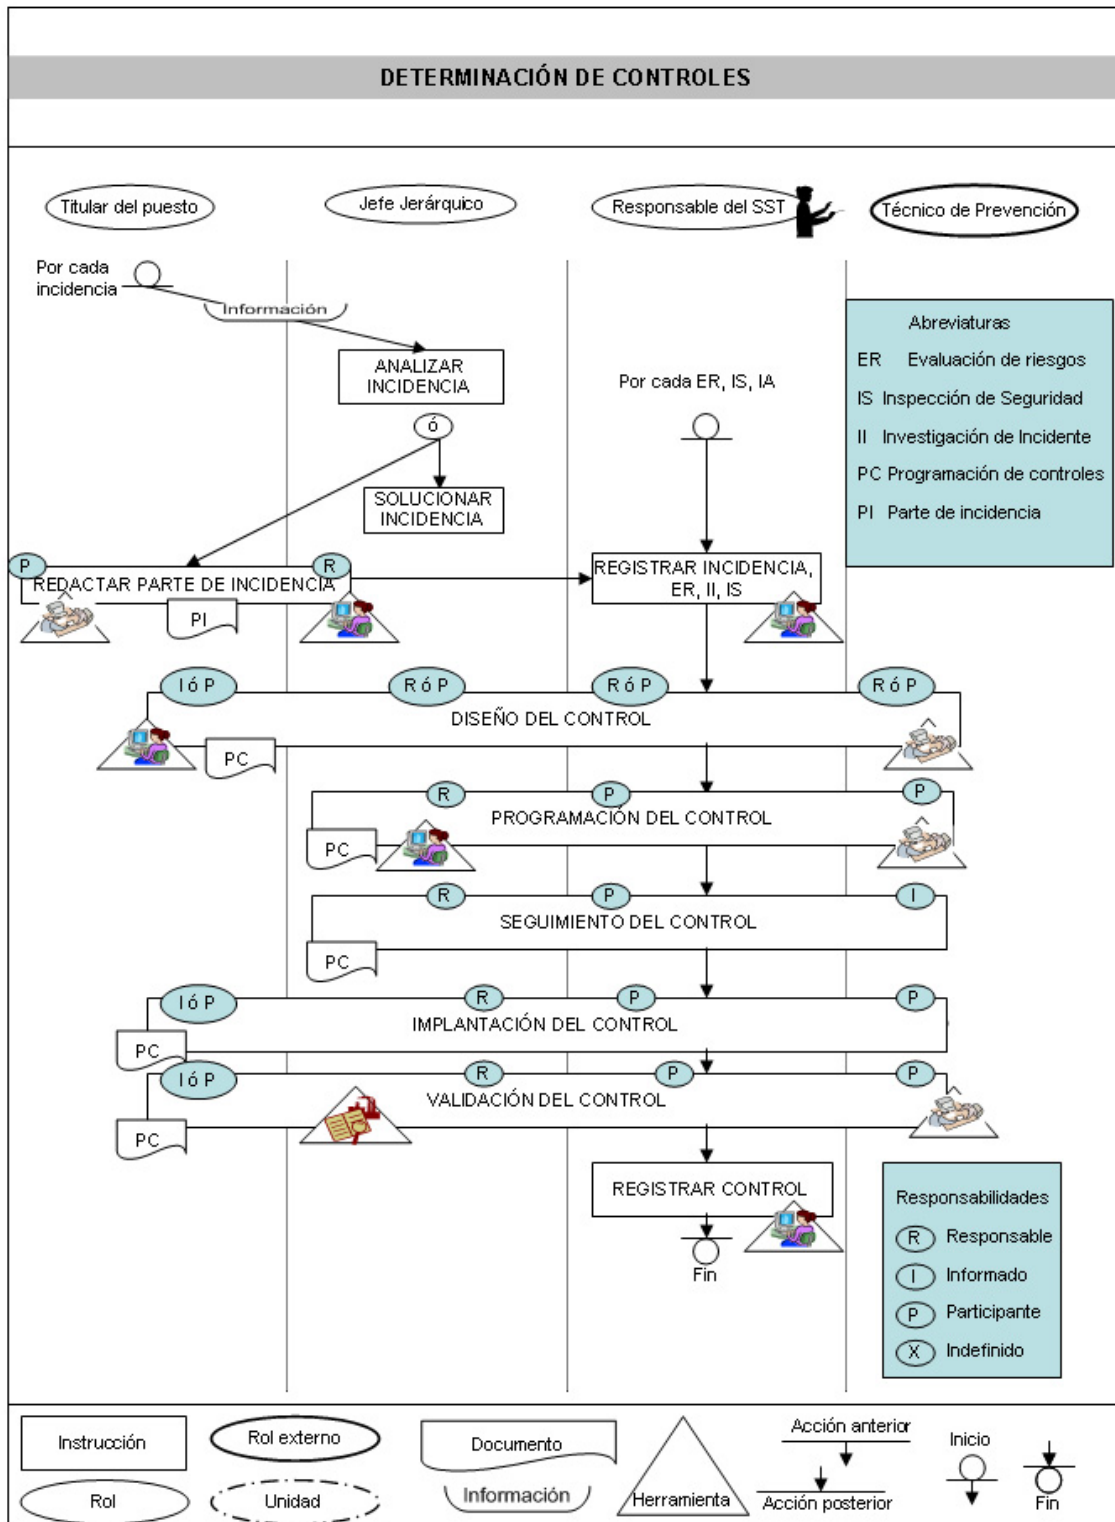 DETERMINACIÓN DE CONTROLES
Titular del puesto
Jefe Jerárquico
Responsable del SST
Técnico de Prevención
Por cada
incidencia
Información
ANALIZAR
INCIDENCIA
Ó
SOLUCIONAR
INCIDENCIA
Por cada ER, IS, IA
Abreviaturas
ER Evaluación de riesgos
IS Inspección de Seguridad
II Investigación de Incidente
PC Programación de controles
PI Parte de incidencia
P
R
REDACTAR PARTE DE INCIDENCIA
PI
REGISTRAR INCIDENCIA,
ER, II, IS
I ó P
R ó P
R ó P
R ó P
DISEÑO DEL CONTROL
PC
R
P
P
PROGRAMACIÓN DEL CONTROL
PC
R
P
I
SEGUIMIENTO DEL CONTROL
PC
I ó P
R
P
P
IMPLANTACIÓN DEL CONTROL
PC
I ó P
R
P
P
VALIDACIÓN DEL CONTROL
PC
REGISTRAR CONTROL
Fin
Responsabilidades
R Responsable
I Informado
P Participante
X Indefinido
Instrucción
Rol externo
Documento
Herramienta
Acción anterior
Inicio
Rol
Unidad
Información
Acción posterior
Fin